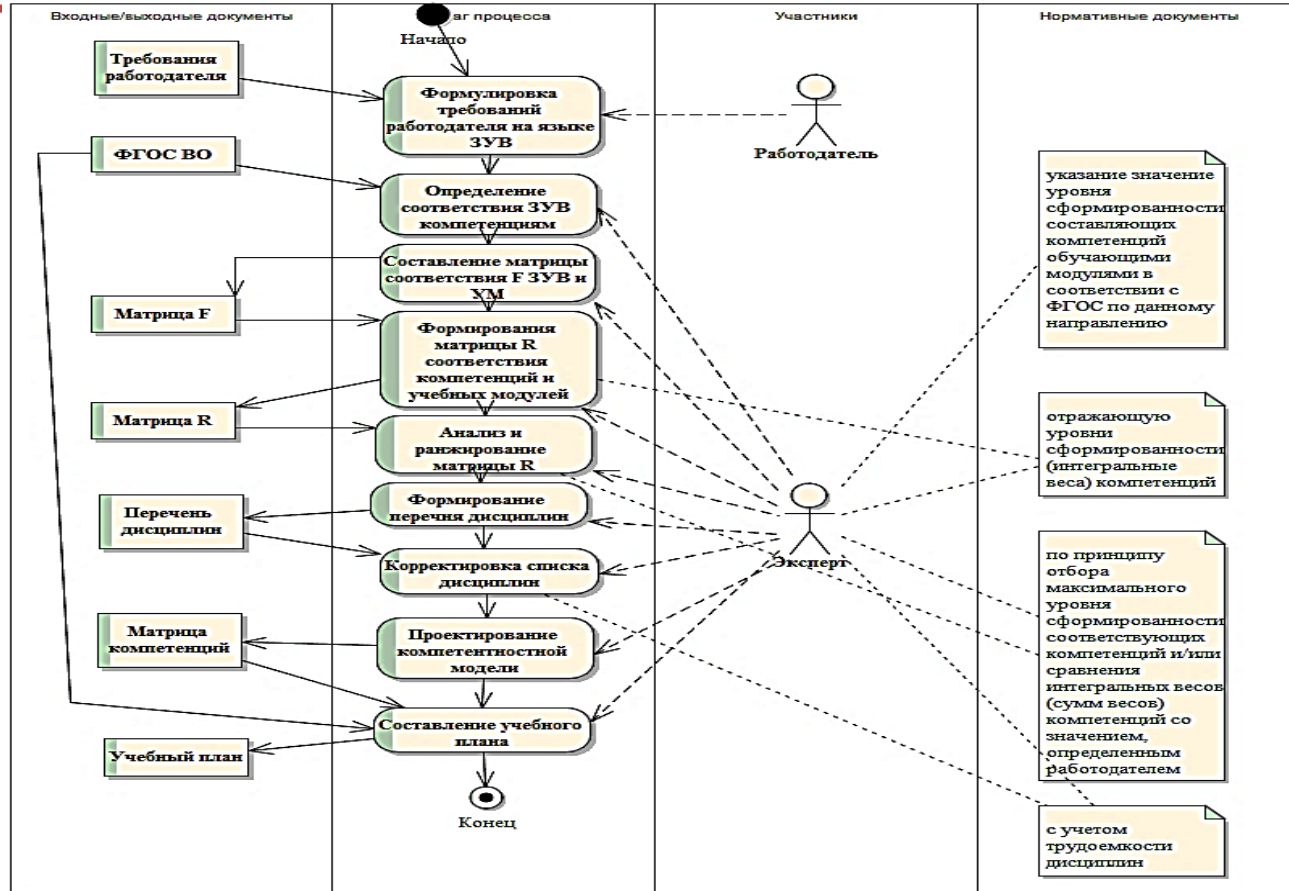 Входные/выходные документы
аг процесса
Участники
Нормативные документы
Начало
Требования
работодателя
Формулировка
требований
работодателя на языке
ЗУВ
Работодатель
ФГОС ВО
Определение
соответствия ЗУВ
компетенциям
Составление матрицы
соответствия F ЗУВ и
УМ
Матрица F
Формирования
матрицы R
соответствия
компетенций и
учебных модулей
Матрица R
Анализ и
ранжирование
матрицы R
Перечень
дисциплин
Формирование
перечня дисциплин
Корректировка списка
дисциплин
Эксперт
Матрица
компетенций
Проектирование
компетентностной
модели
Составление учебного
плана
Учебный план
Конец
указание значение
уровня
сформированности
составляющих
компетенций
обучающими
модулями в
соответствии с
ФГОС по данному
направлению
отражающую
уровни
сформированности
(интегральные
веса) компетенций
по принципу
отбора
максимального
уровня
сформированности
соответствующих
компетенций и/или
сравнения
интегральных весов
(сумм весов)
компетенций со
значением,
определенным
работодателем
с учетом
трудоемкости
дисциплин